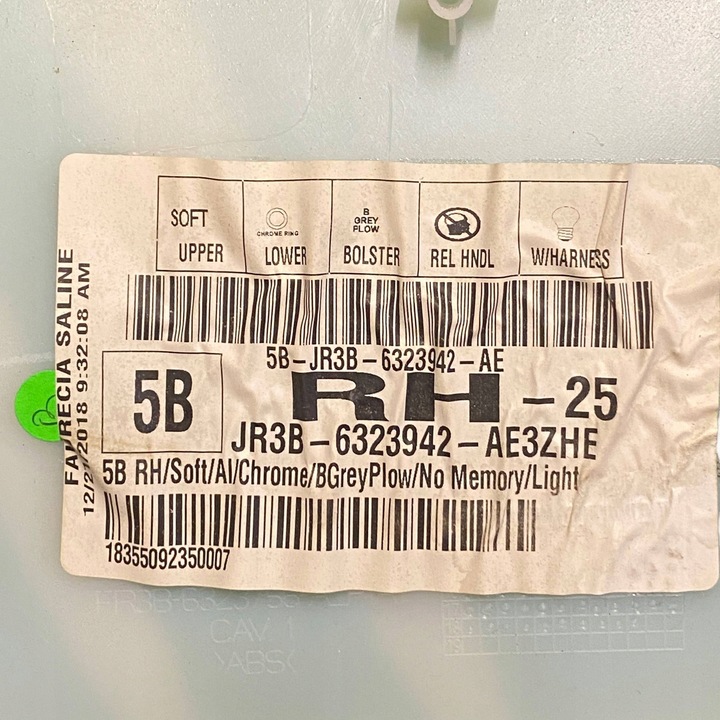 SOFT
UPPER
CHROME RING
LOWER
B
GREY
PLOW
BOLSTER
REL HNDL
W/HARNESS
FAURECIA SALINE
9:32:08 AM
5B-JR3B-6323942-AE
5B
RH-25
JR3B-6323942-AE3ZHE
5B RH/Soft/Al/Chrome/BGreyPlow/No Memory/Light
18355092350007
CAV 1
>ABS<